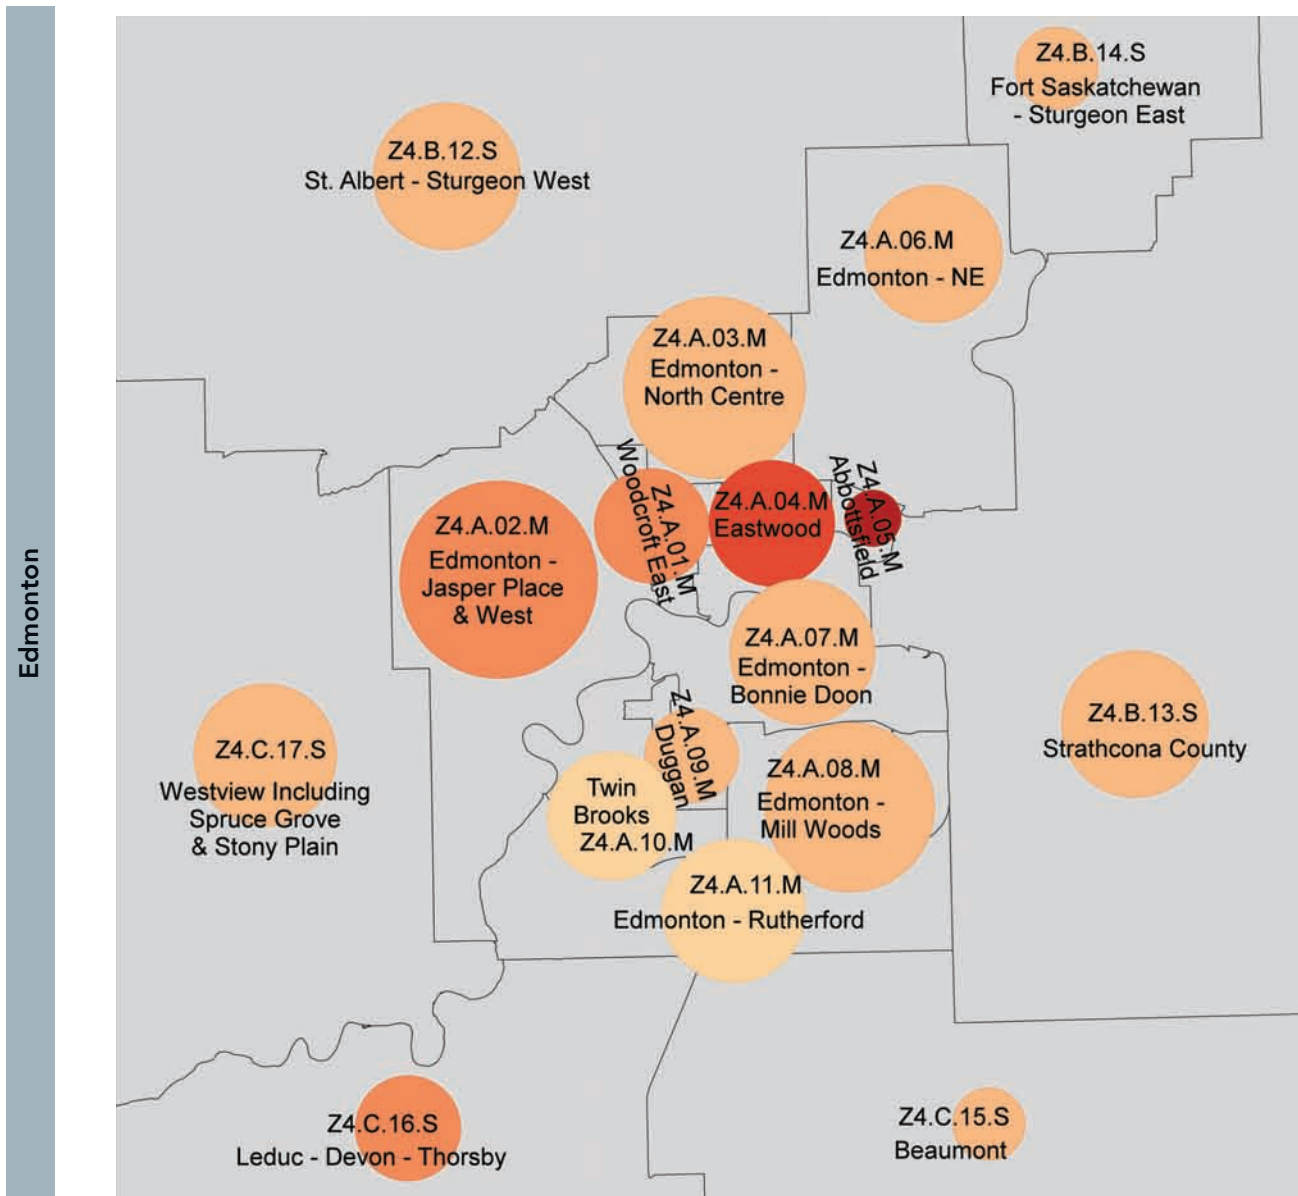 Edmonton
Z4.B.14.S
Fort Saskatchewan
- Sturgeon East
Z4.B.12.S
St. Albert - Sturgeon West
Z4.A.06.M
Edmonton - NE
Z4.A.03.M
Edmonton -
North Centre
Z4.A.02.M
Edmonton -
Jasper Place
& West
Z4.A.01.M
Woodcroft East
Z4.A.04.M
Eastwood
Z4.A.05.M
Abbottsfield
Z4.A.07.M
Edmonton -
Bonnie Doon
Z4.B.13.S
Strathcona County
Z4.C.17.S
Westview Including
Spruce Grove
& Stony Plain
Z4.A.09.M
Duggan
Twin
Brooks
Z4.A.10.M
Z4.A.08.M
Edmonton -
Mill Woods
Z4.A.11.M
Edmonton - Rutherford
Z4.C.16.S
Leduc - Devon - Thorsby
Z4.C.15.S
Beaumont